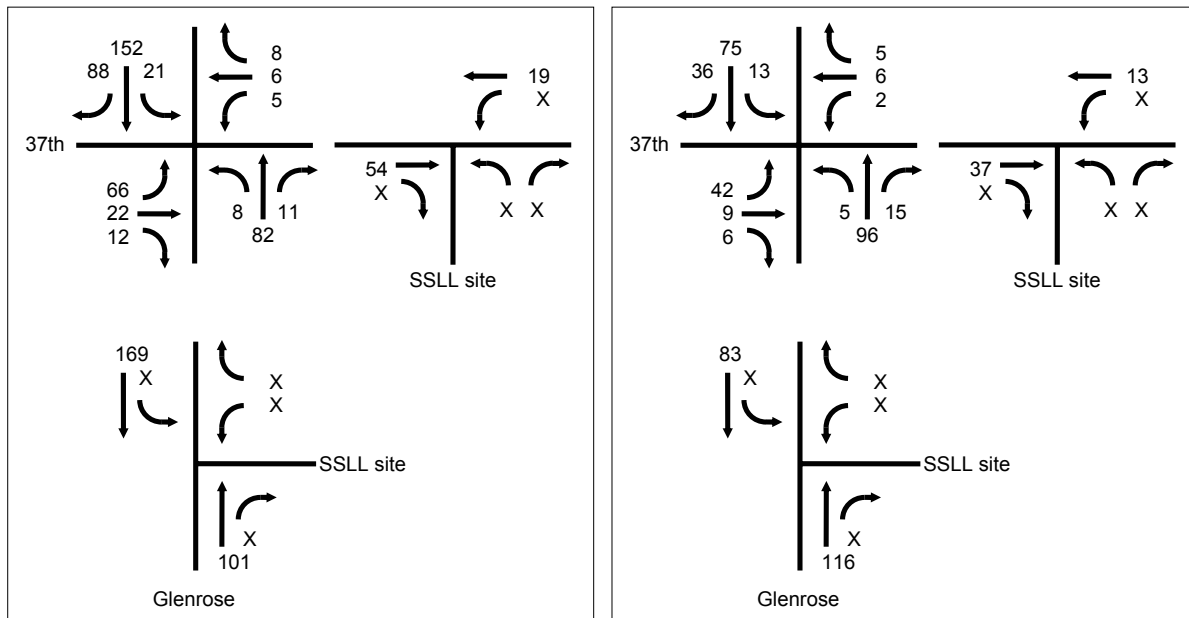 152
88 21
8
6
5
19
X
37th
66
22
12
8 11
82
54
X
X X
SSLL site
169
X
X
X
SSLL site
X
101
Glenrose
75
36 13
5
6
2
13
X
37th
42
9
6
5 15
96
37
X
X X
SSLL site
83
X
X
X
SSLL site
X
116
Glenrose